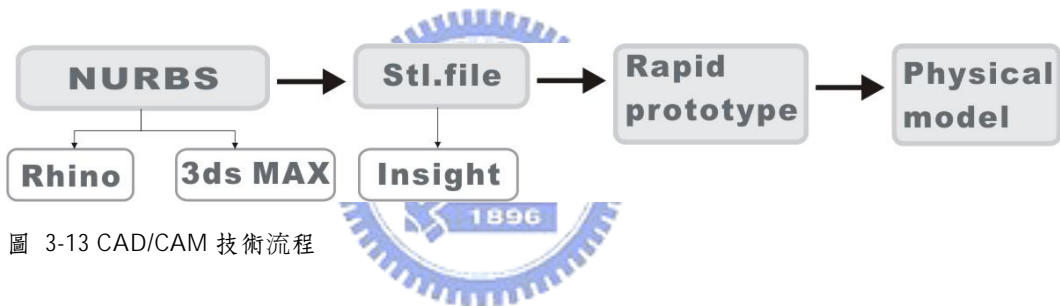 NURBS
Stl.file
Rapid
prototype
Physical
model
Rhino
3ds MAX
Insight
1896
圖 3-13 CAD/CAM 技術流程